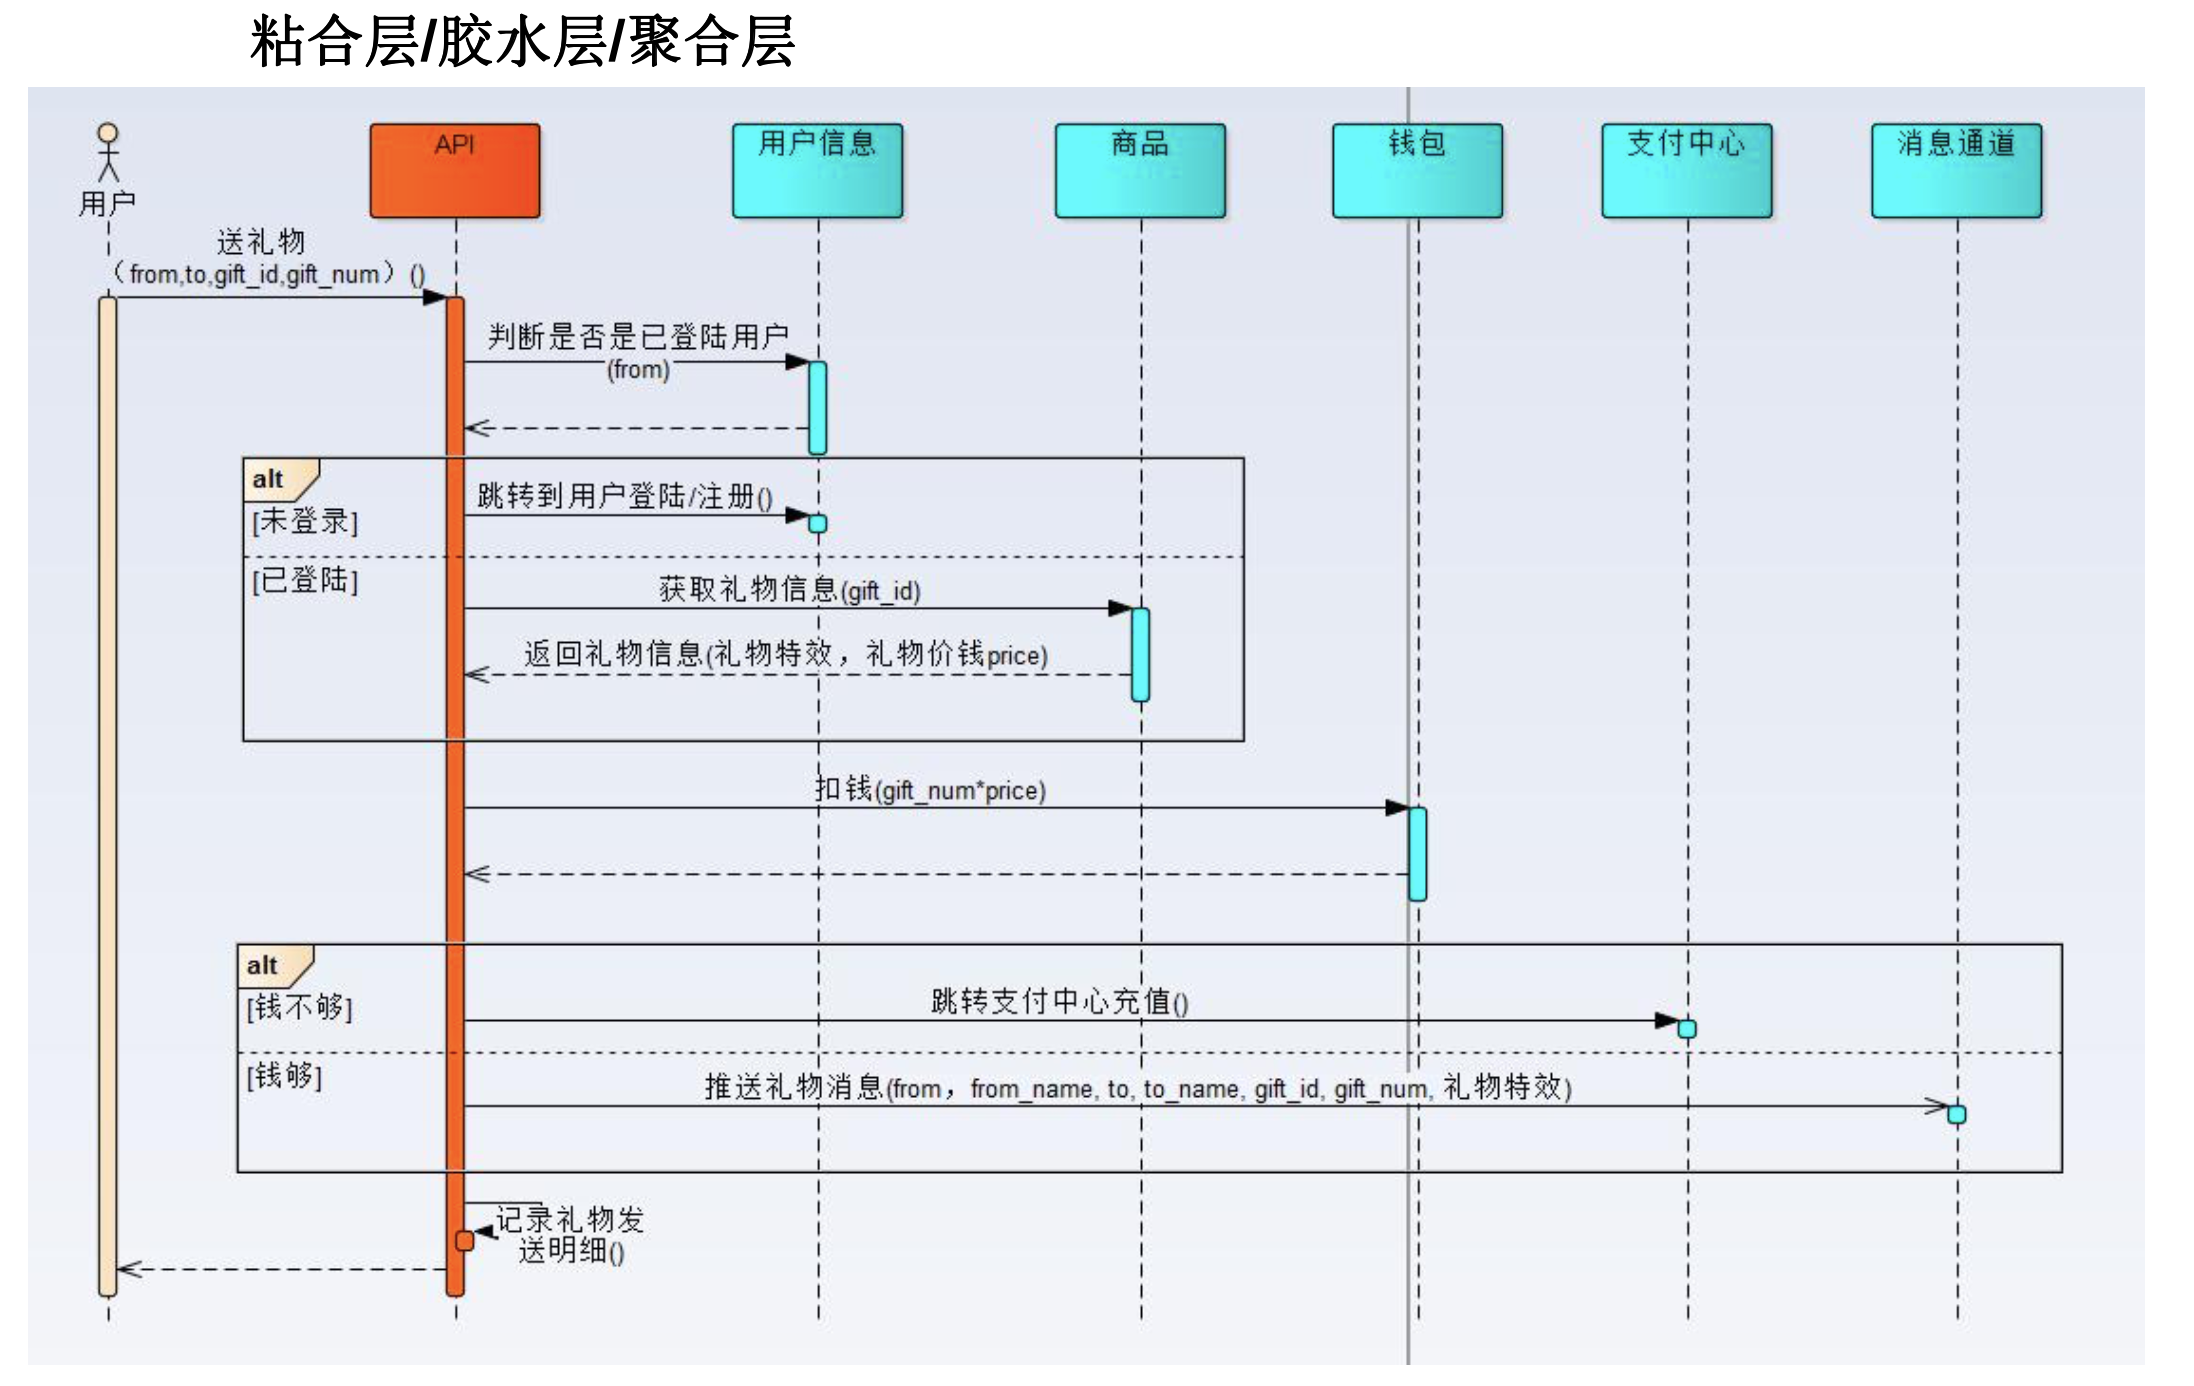 粘合层/胶水层/聚合层
API
用户信息
商品
钱包
支付中心
消息通道
用户
送礼物
（from,to,gift_id,gift_num）()
判断是否是已登陆用户
(from)
alt
跳转到用户登陆/注册()
[未登录]
[已登陆]
获取礼物信息(gift_id)
返回礼物信息(礼物特效，礼物价钱price)
扣钱(gift_num*price)
alt
[钱不够]
跳转支付中心充值()
[钱够]
推送礼物消息(from，from_name, to, to_name, gift_id, gift_num, 礼物特效)
记录礼物发
送明细()